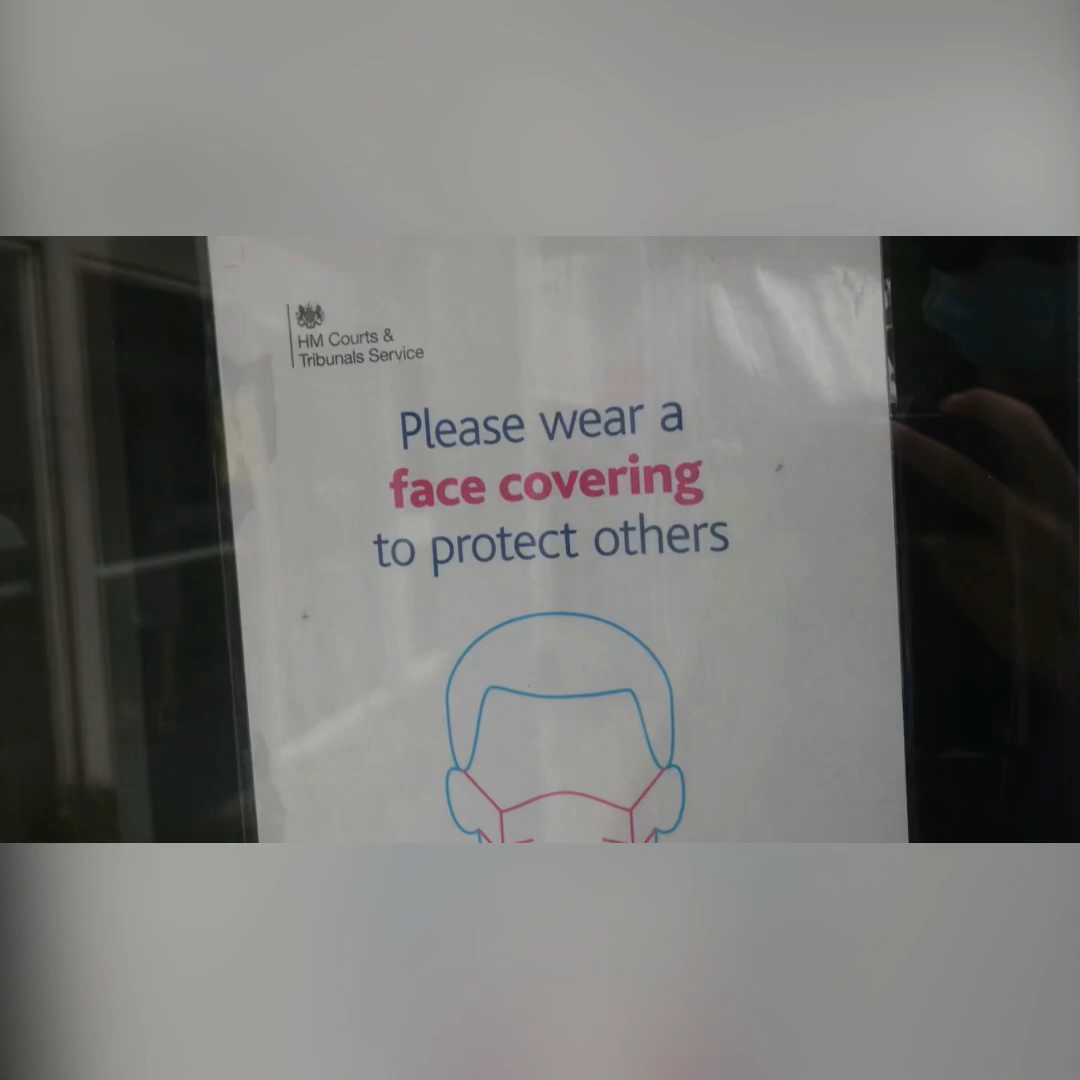 HM Courts &
Tribunals Service
Please wear a
face covering
to protect others